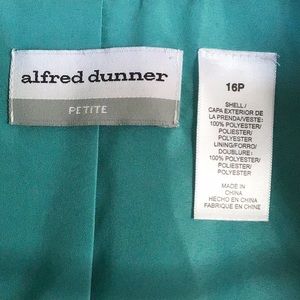 alfred dunner
PETITE
16P
SHELL/
CAPA EXTERIOR DE
LA PRENDA/VESTE:
100% POLYESTER/
POLIESTER/
POLYESTER
LINING/FORRO/
DOUBLURE:
100% POLYESTER/
POLIESTER/
POLYESTER
MADE IN
CHINA
HECHO EN CHINA
FABRIQUE EN CHINE